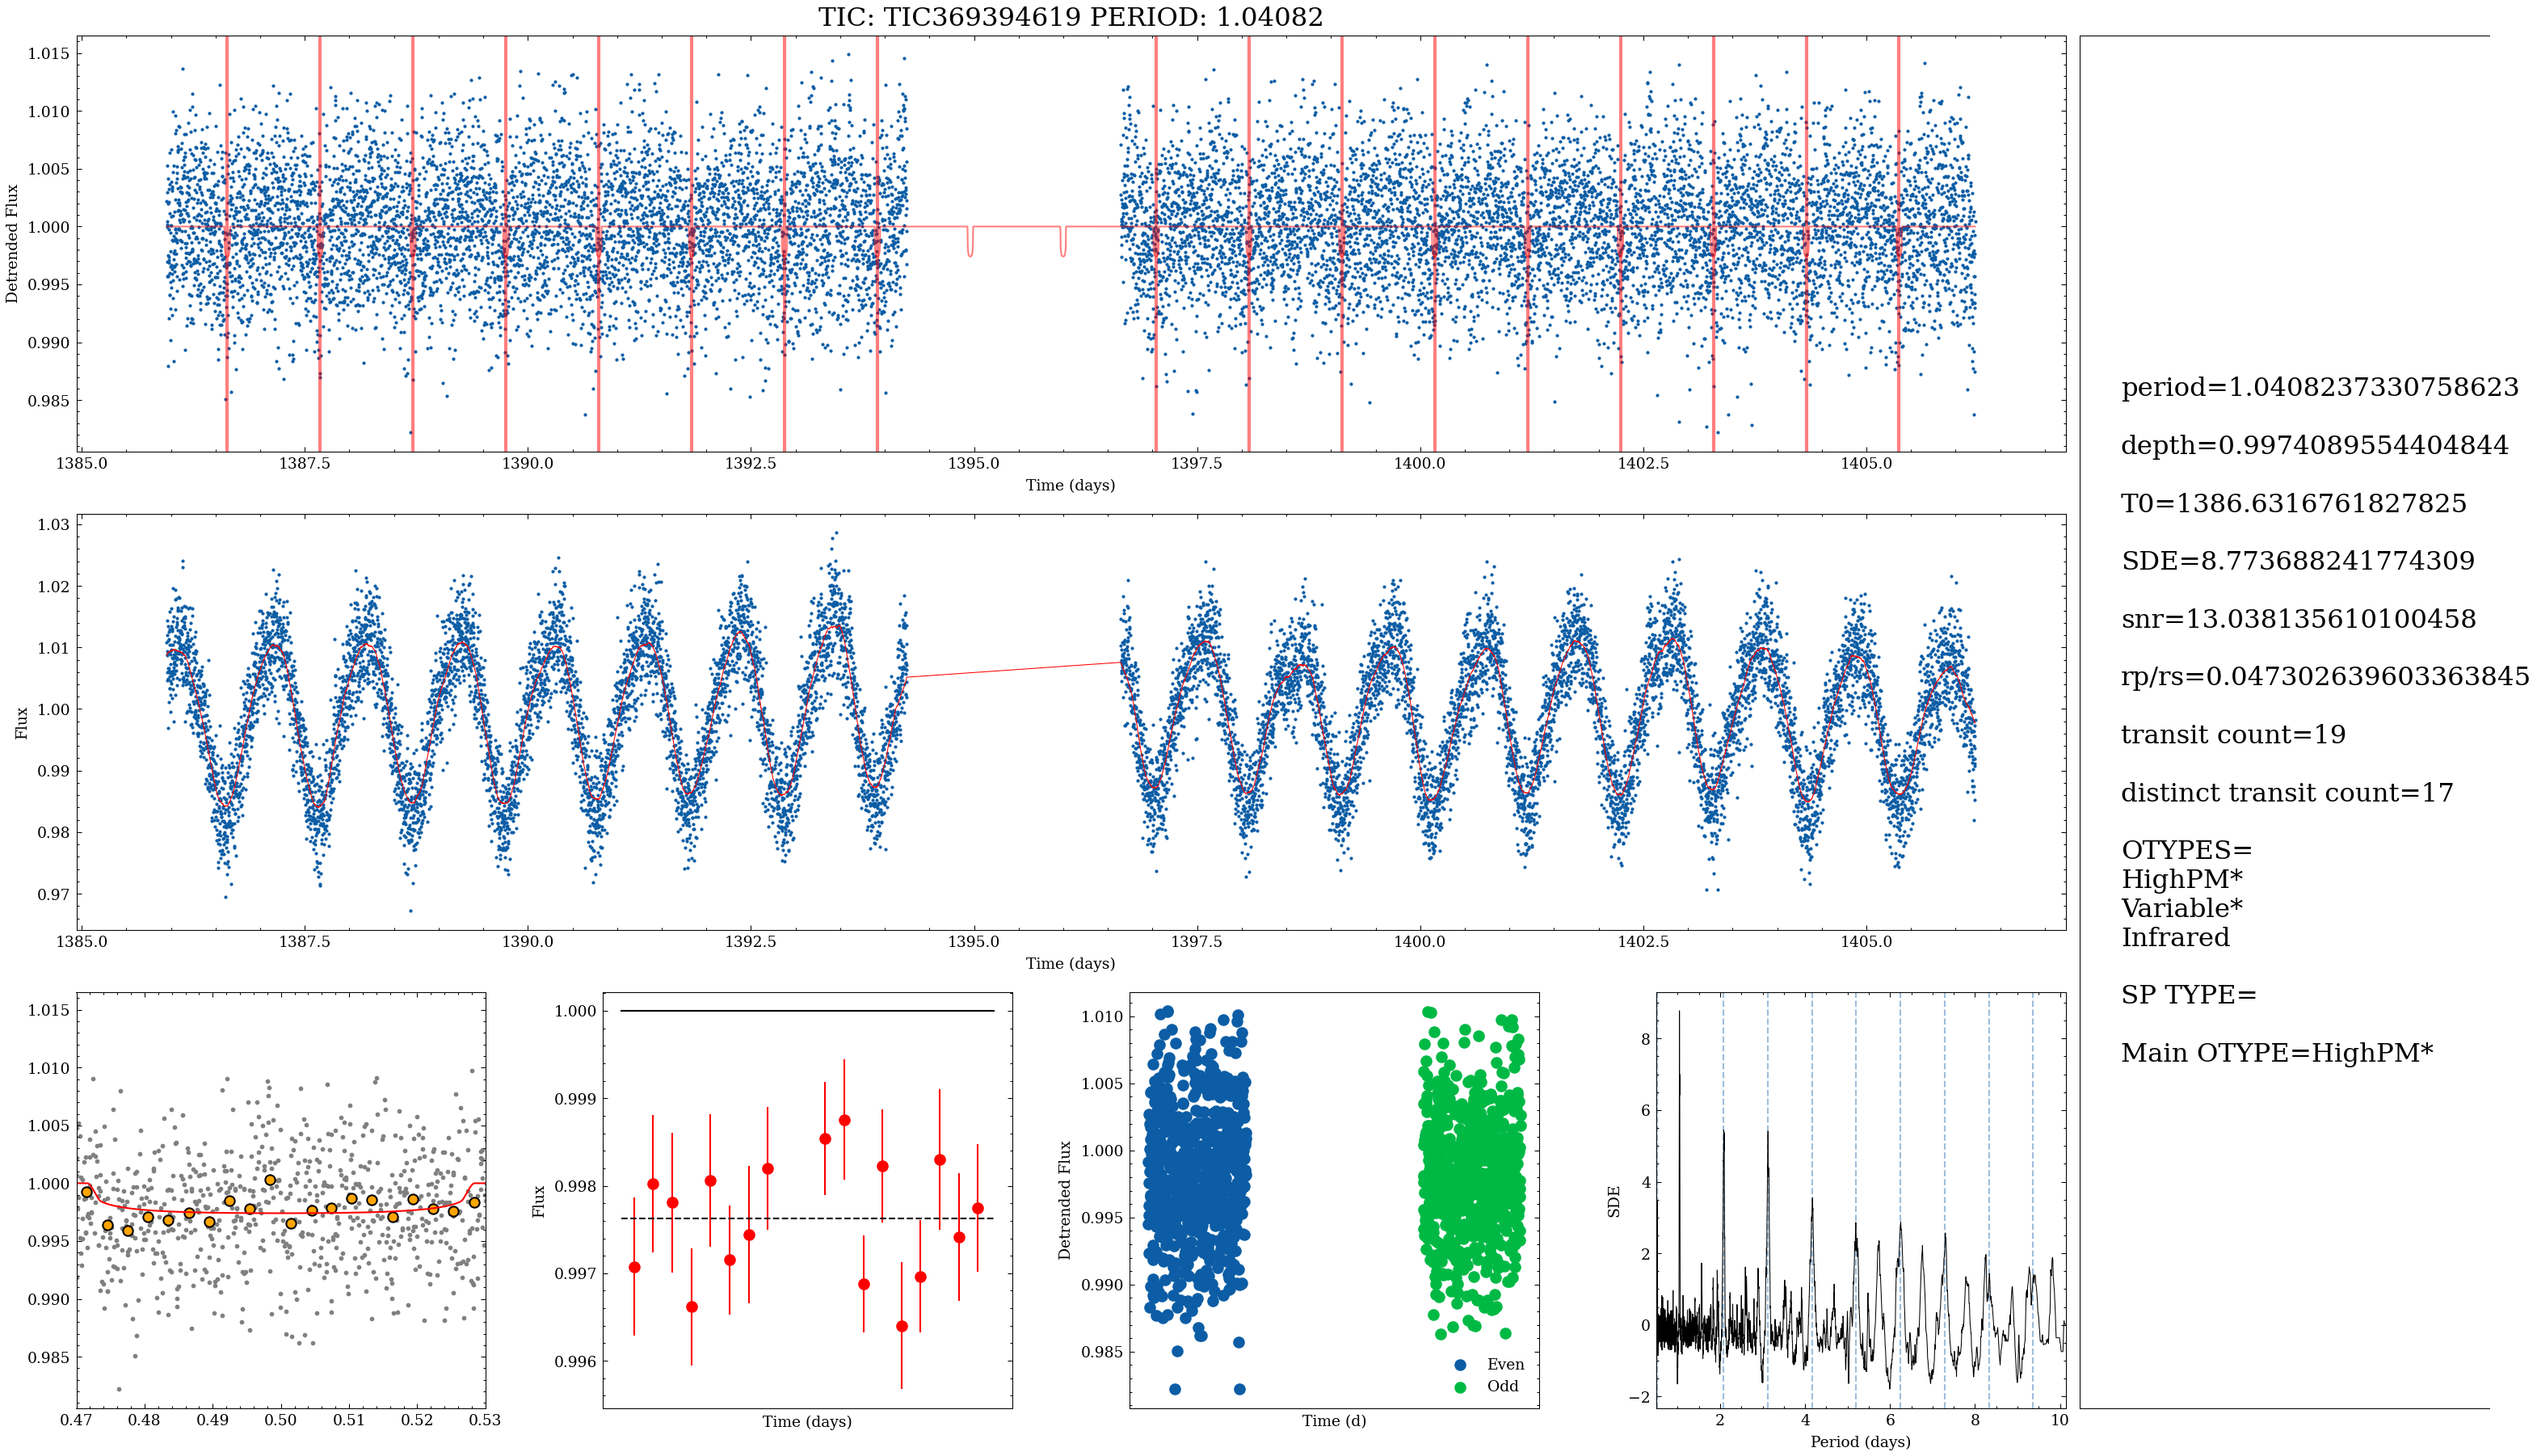 TIC: TIC369394619 PERIOD: 1.04082
1.015
1.010
1.005
1.000
0.995
0.990
0.985
Detrended Flux
1385.0 1387.5 1390.0 1392.5 1395.0 1397.5 1400.0 1402.5 1405.0
Time (days)
1.03
1.02
1.01
1.00
0.99
0.98
0.97
Flux
1385.0 1387.5 1390.0 1392.5 1395.0 1397.5 1400.0 1402.5 1405.0
Time (days)
1.015
1.010
1.005
1.000
0.995
0.990
0.985
0.47 0.48 0.49 0.50 0.51 0.52 0.53
1.000
0.999
0.998
0.997
0.996
Flux
Time (days)
1.010
1.005
1.000
0.995
0.990
0.985
Detrended Flux
Even
Odd
Time (d)
8
6
4
2
0
−2
SDE
2 4 6 8 10
Period (days)
period=1.0408237330758623
depth=0.9974089554404844
T0=1386.6316761827825
SDE=8.773688241774309
snr=13.038135610100458
rp/rs=0.047302639603363845
transit count=19
distinct transit count=17
OTYPES=
HighPM*
Variable*
Infrared
SP TYPE=
Main OTYPE=HighPM*